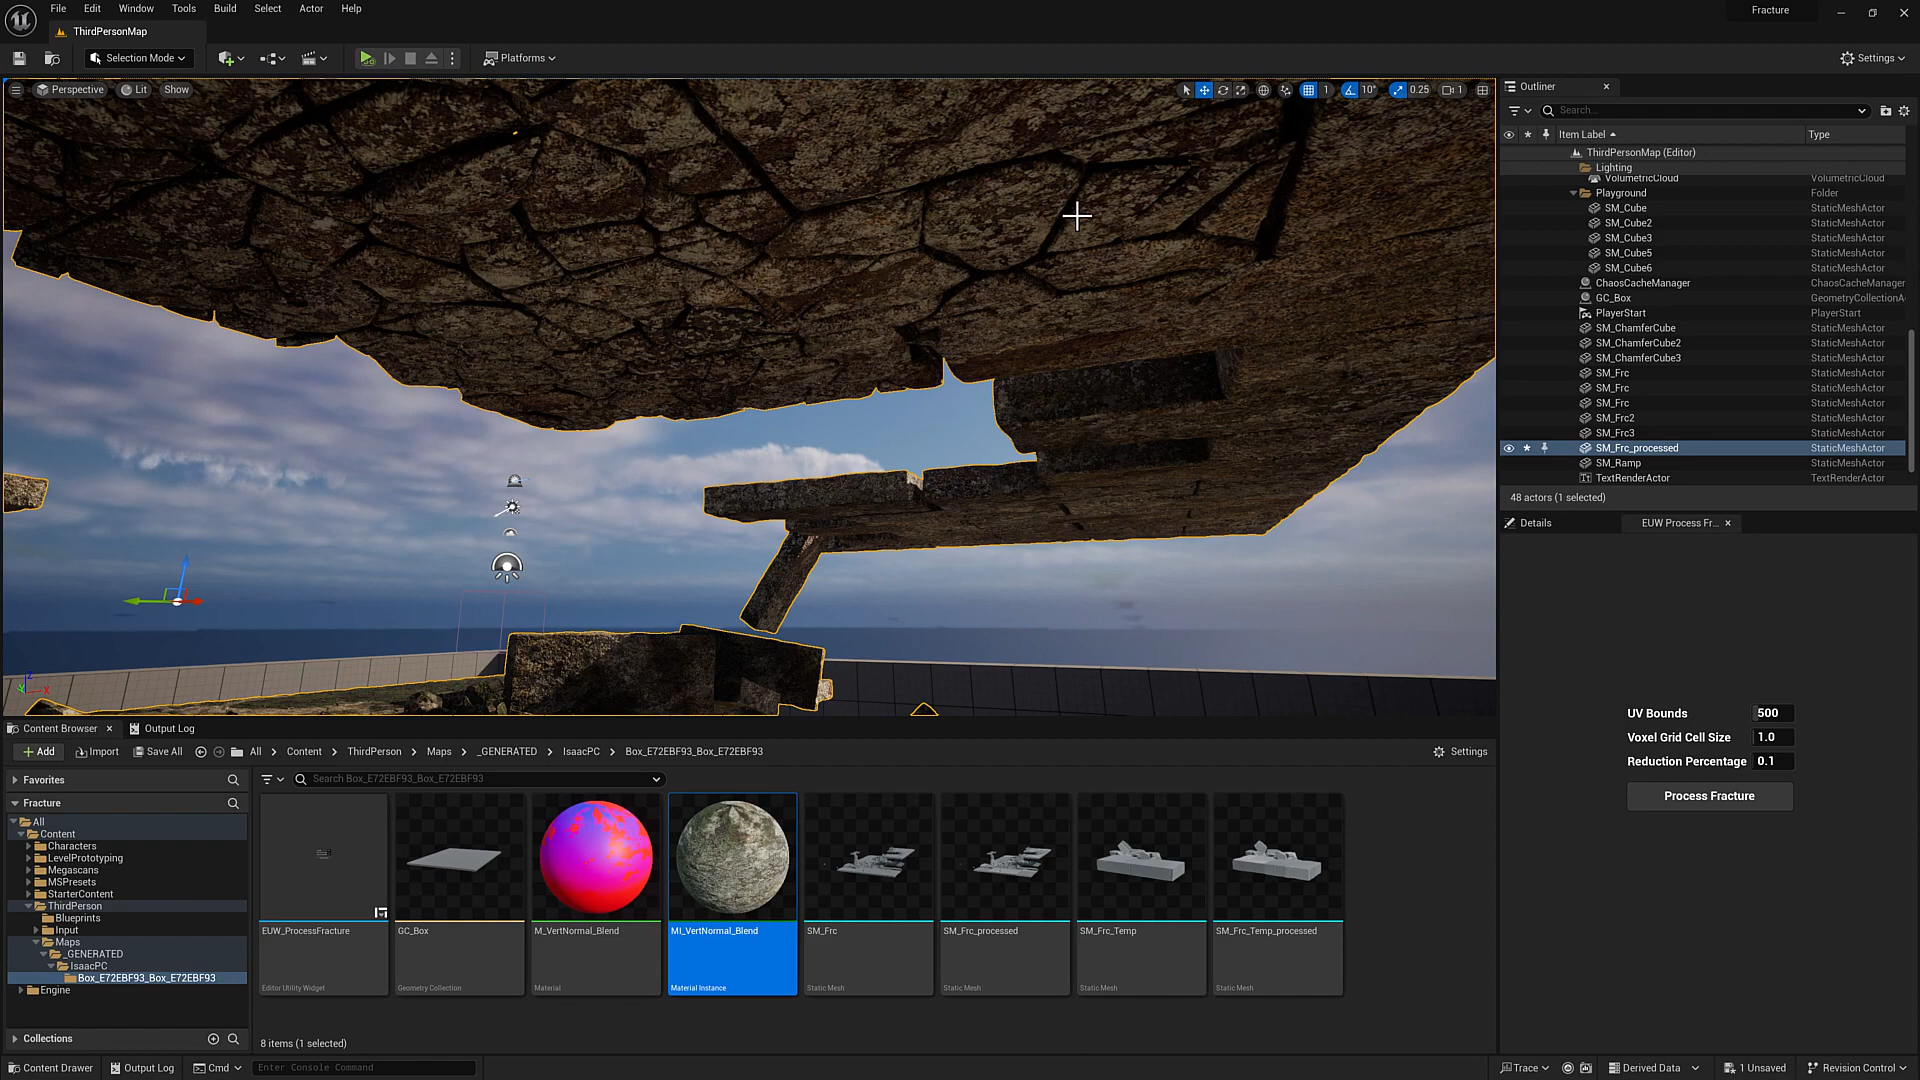 File Edit Window Tools Build Select Actor Help
Fracture
ThirdPersonMap
Selection Mode
Platforms
Settings
Perspective Lit Show
1 10° 0.25 1
Outliner
Search...
Item Label Type
ThirdPersonMap (Editor)
Lighting
VolumetricCloud VolumetricCloud
Playground Folder
SM_Cube StaticMeshActor
SM_Cube2 StaticMeshActor
SM_Cube3 StaticMeshActor
SM_Cube5 StaticMeshActor
SM_Cube6 StaticMeshActor
ChaosCacheManager ChaosCacheManager
GC_Box GeometryCollectionA
PlayerStart PlayerStart
SM_ChamferCube StaticMeshActor
SM_ChamferCube2 StaticMeshActor
SM_ChamferCube3 StaticMeshActor
SM_Frc StaticMeshActor
SM_Frc StaticMeshActor
SM_Frc StaticMeshActor
SM_Frc2 StaticMeshActor
SM_Frc3 StaticMeshActor
SM_Frc_processed StaticMeshActor
SM_Ramp StaticMeshActor
TextRenderActor TextRenderActor
48 actors (1 selected)
Details
EUW Process Fr...
UV Bounds 500
Voxel Grid Cell Size 1.0
Reduction Percentage 0.1
Process Fracture
Z
X
Content Browser Output Log
Add Import Save All All Content ThirdPerson Maps _GENERATED IsaacPC Box_E72EBF93_Box_E72EBF93
Settings
Favorites
Search Box_E72EBF93_Box_E72EBF93
Fracture
All
Content
Characters
LevelPrototyping
Megascans
MSPresets
StarterContent
ThirdPerson
Blueprints
Input
Maps
_GENERATED
IsaacPC
Box_E72EBF93_Box_E72EBF93
Engine
Collections
EUW_ProcessFracture
Editor Utility Widget
GC_Box
Geometry Collection
M_VertNormal_Blend
Material
MI_VertNormal_Blend
Material Instance
SM_Frc
Static Mesh
SM_Frc_processed
Static Mesh
SM_Frc_Temp
Static Mesh
SM_Frc_Temp_processed
Static Mesh
8 items (1 selected)
Content Drawer Output Log Cmd Enter Console Command
Trace Derived Data 1 Unsaved Revision Control